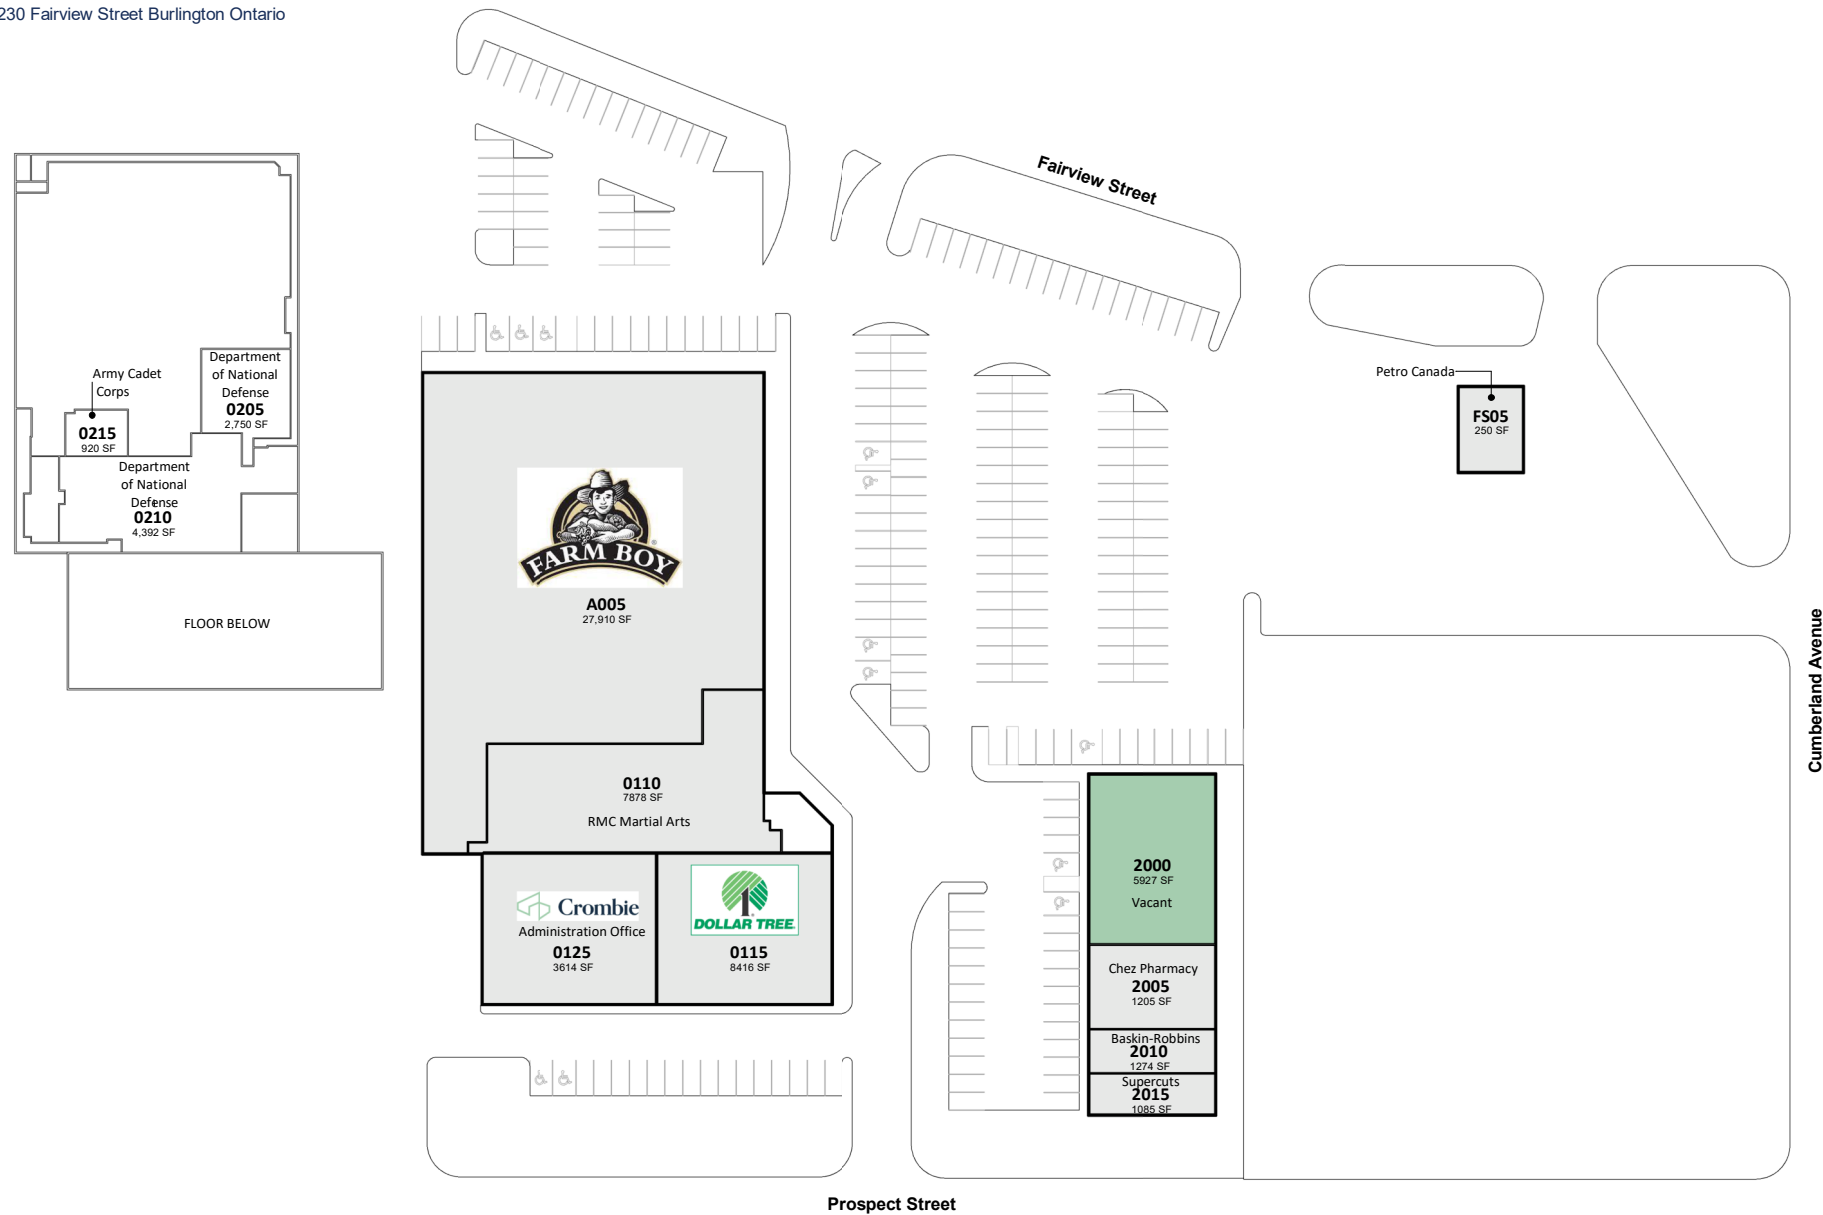 230 Fairview Street Burlington Ontario
Fairview Street
Department
of National
Defense
0205
2,750 SF
Army Cadet
Corps
0215
920 SF
Department
of National
Defense
0210
4,392 SF
FLOOR BELOW
FARM BOY
A005
27,910 SF
Petro Canada
FS05
250 SF
Cumberland Avenue
0110
7878 SF
RMC Martial Arts
Crombie
Administration Office
0125
3614 SF
1
DOLLAR TREE
0115
8416 SF
2000
5927 SF
Vacant
Chez Pharmacy
2005
1205 SF
Baskin-Robbins
2010
1274 SF
Supercuts
2015
1085 SF
Prospect Street